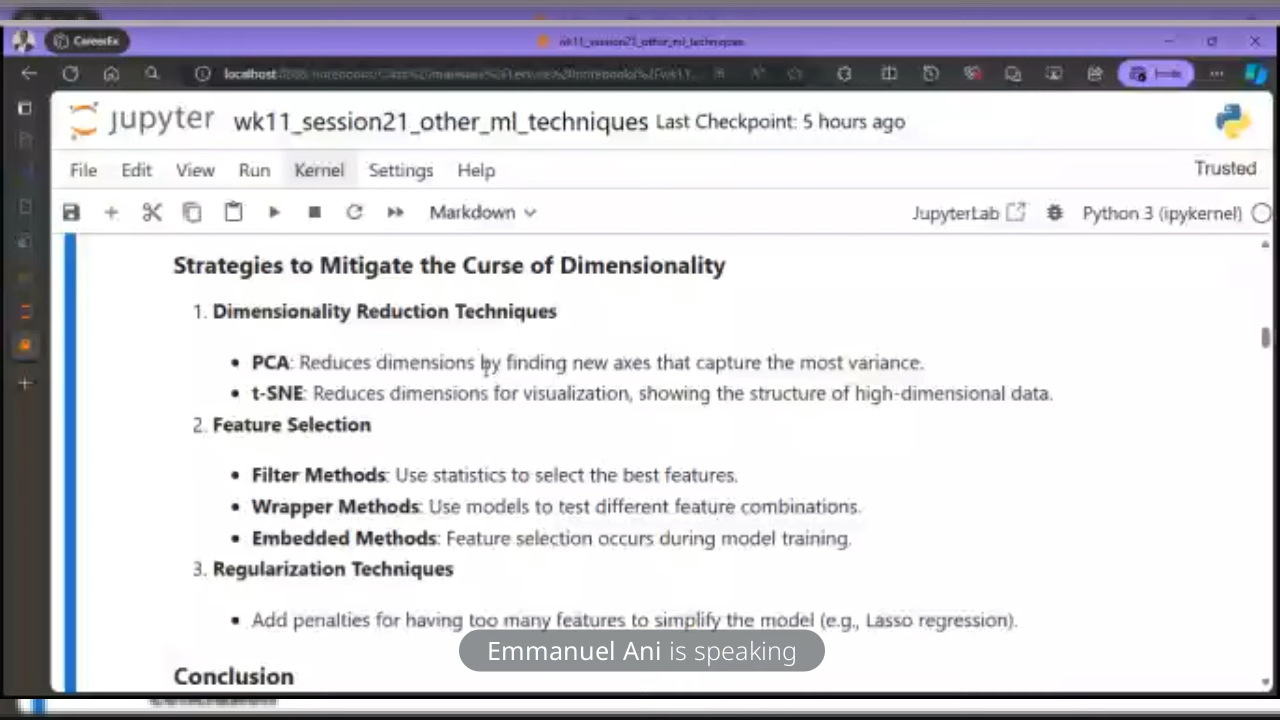 CareerEx
wk11_session21_other_ml_techniques
localhost
jupyter wk11_session21_other_ml_techniques Last Checkpoint: 5 hours ago
File Edit View Run Kernel Settings Help Trusted
Markdown JupyterLab Python 3 (ipykernel)
Strategies to Mitigate the Curse of Dimensionality
1. Dimensionality Reduction Techniques
• PCA: Reduces dimensions by finding new axes that capture the most variance.
• t-SNE: Reduces dimensions for visualization, showing the structure of high-dimensional data.
2. Feature Selection
• Filter Methods: Use statistics to select the best features.
• Wrapper Methods: Use models to test different feature combinations.
• Embedded Methods: Feature selection occurs during model training.
3. Regularization Techniques
• Add penalties for having too many features to simplify the model (e.g., Lasso regression).
Emmanuel Ani is speaking
Conclusion